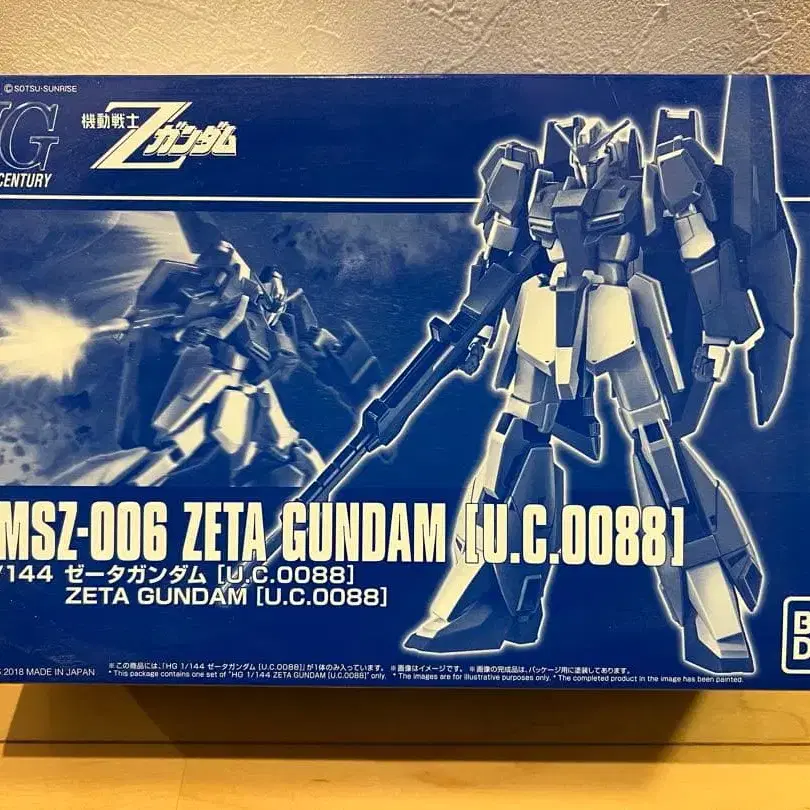 ©SOTSU·SUNRISE
HG
CENTURY
機動戦士
Zガンダム
MSZ-006 ZETA GUNDAM [U.C.0088]
/144 ゼータガンダム [U.C.0088]
ZETA GUNDAM [U.C.0088]
※この商品には、「HG 1/144 ゼータガンダム [U.C.0088]」が1体のみ入っています。 ※画像はイメージです。 ※画像の完成品は、パッケージ用に塗装してあります。
2018 MADE IN JAPAN
* This package contains one set of "HG 1/144 ZETA GUNDAM [U.C.0088]" only. * The images are for illustrative purposes only. * The completed product in the image has been painted.
B
D